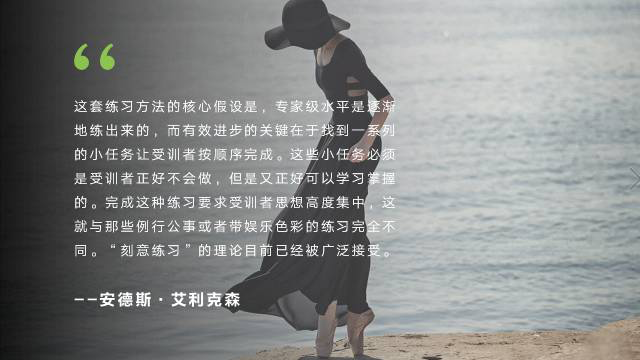 “
这套练习方法的核心假设是，专家级水平是逐渐
地练出来的，而有效进步的关键在于找到一系列
的小任务让受训者按顺序完成。这些小任务必须
是受训者正好不会做，但是又正好可以学习掌握
的。完成这种练习要求受训者思想高度集中，这
就与那些例行公事或者带娱乐色彩的练习完全不
同。“刻意练习”的理论目前已经被广泛接受。
——安德斯·艾利克森